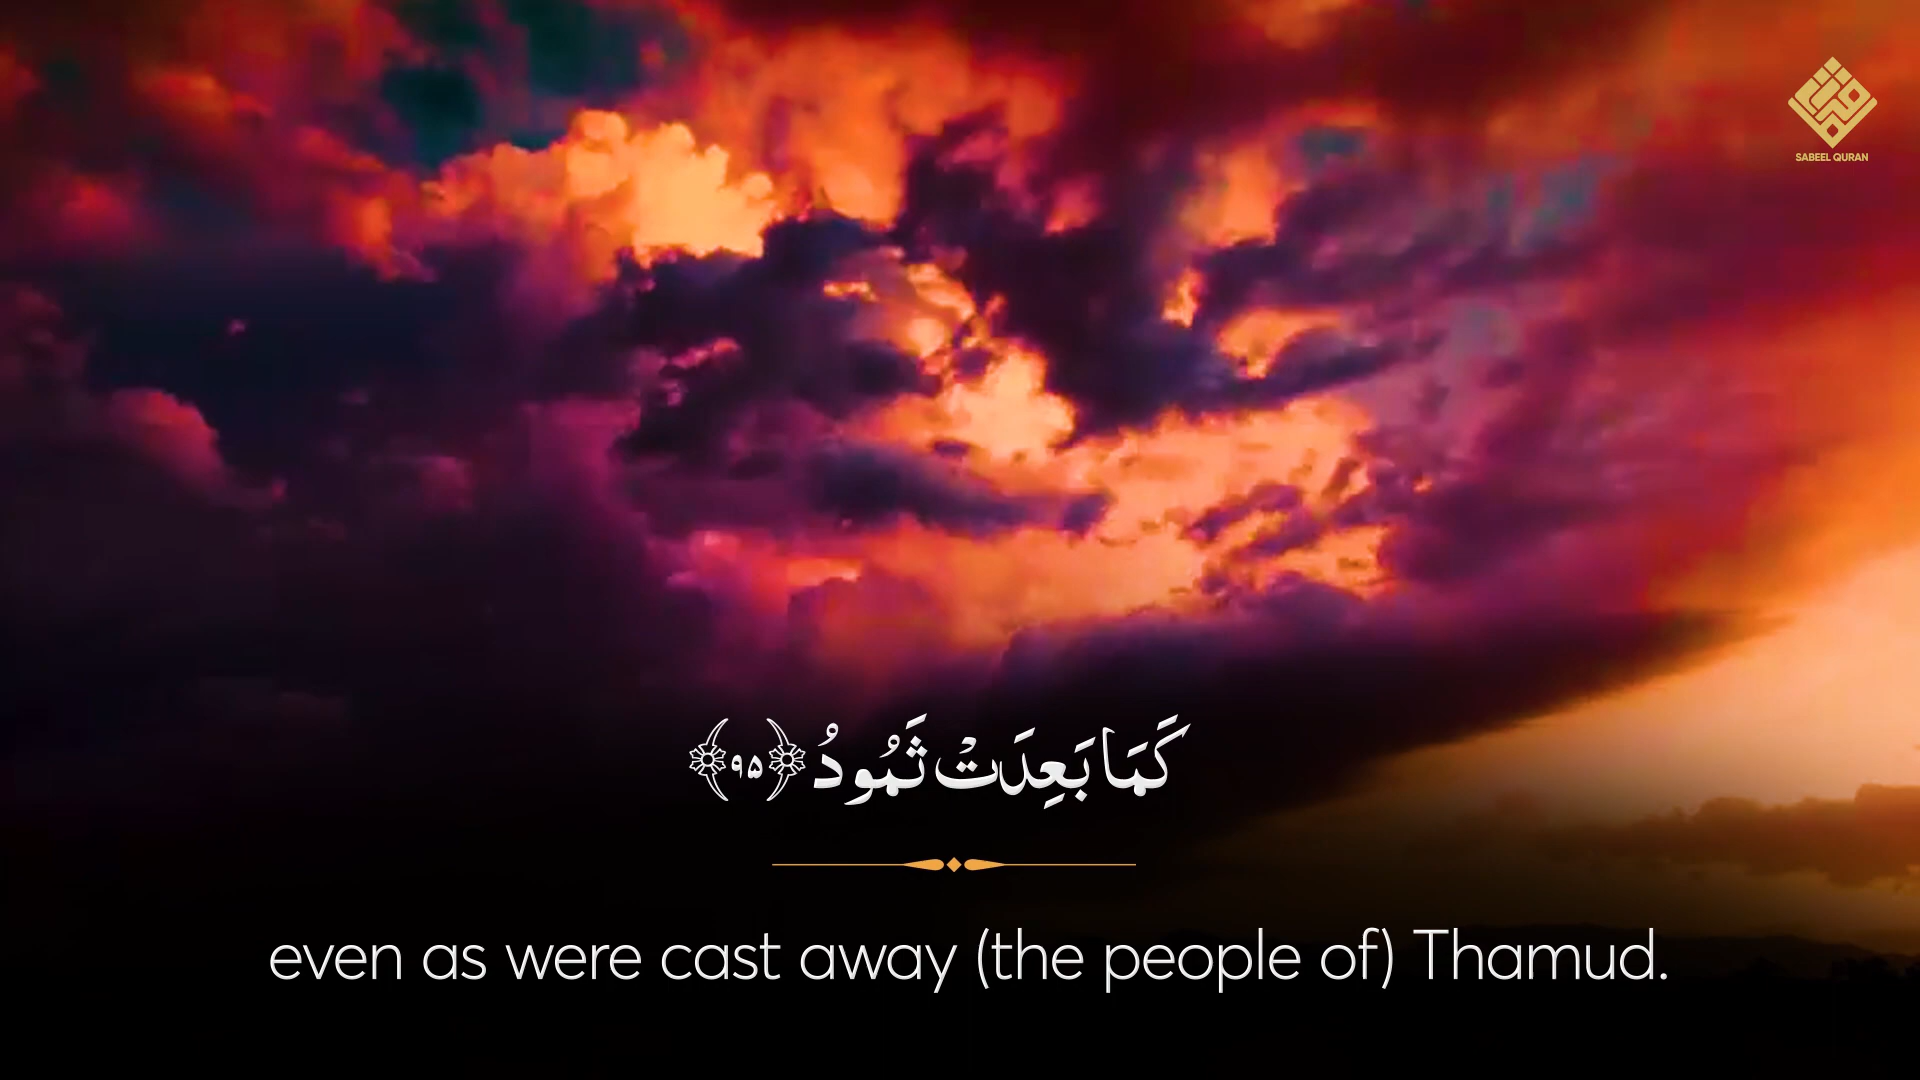 SABEEL QURAN
كَمَا بَعِدَتْ ثَمُودُ ﴿٩٥﴾
even as were cast away (the people of) Thamud.